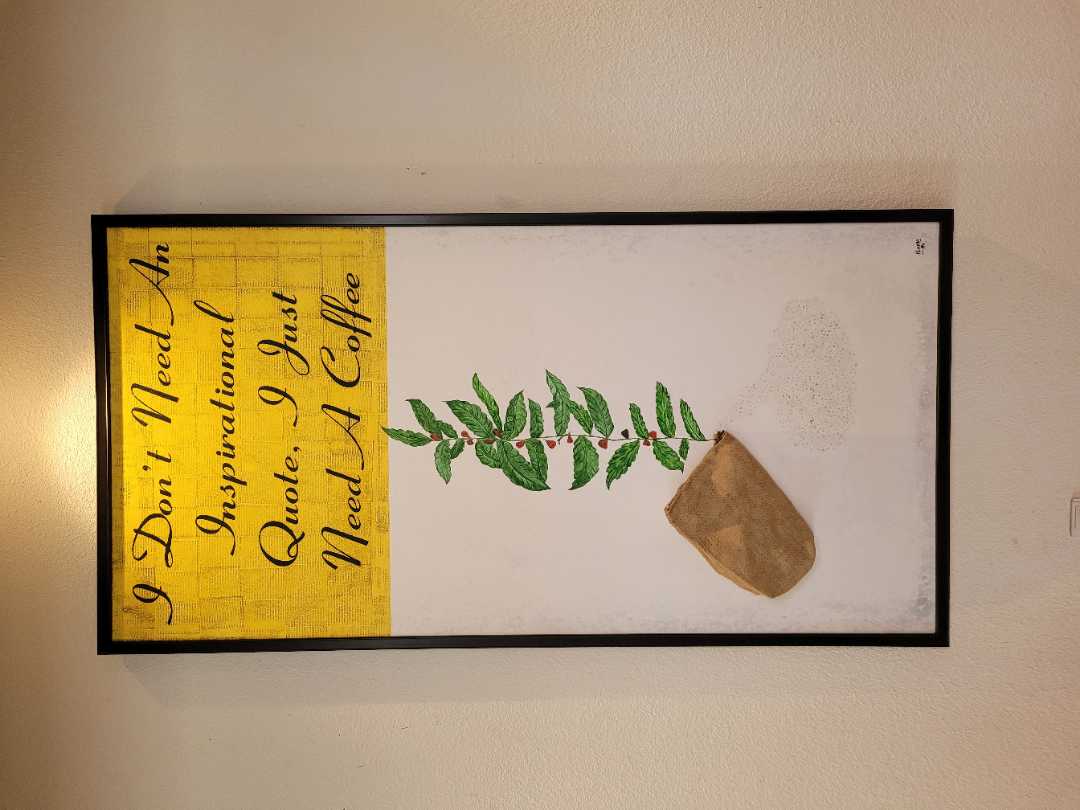 I Don't Need An
Inspirational
Quote, I Just
Need A Coffee